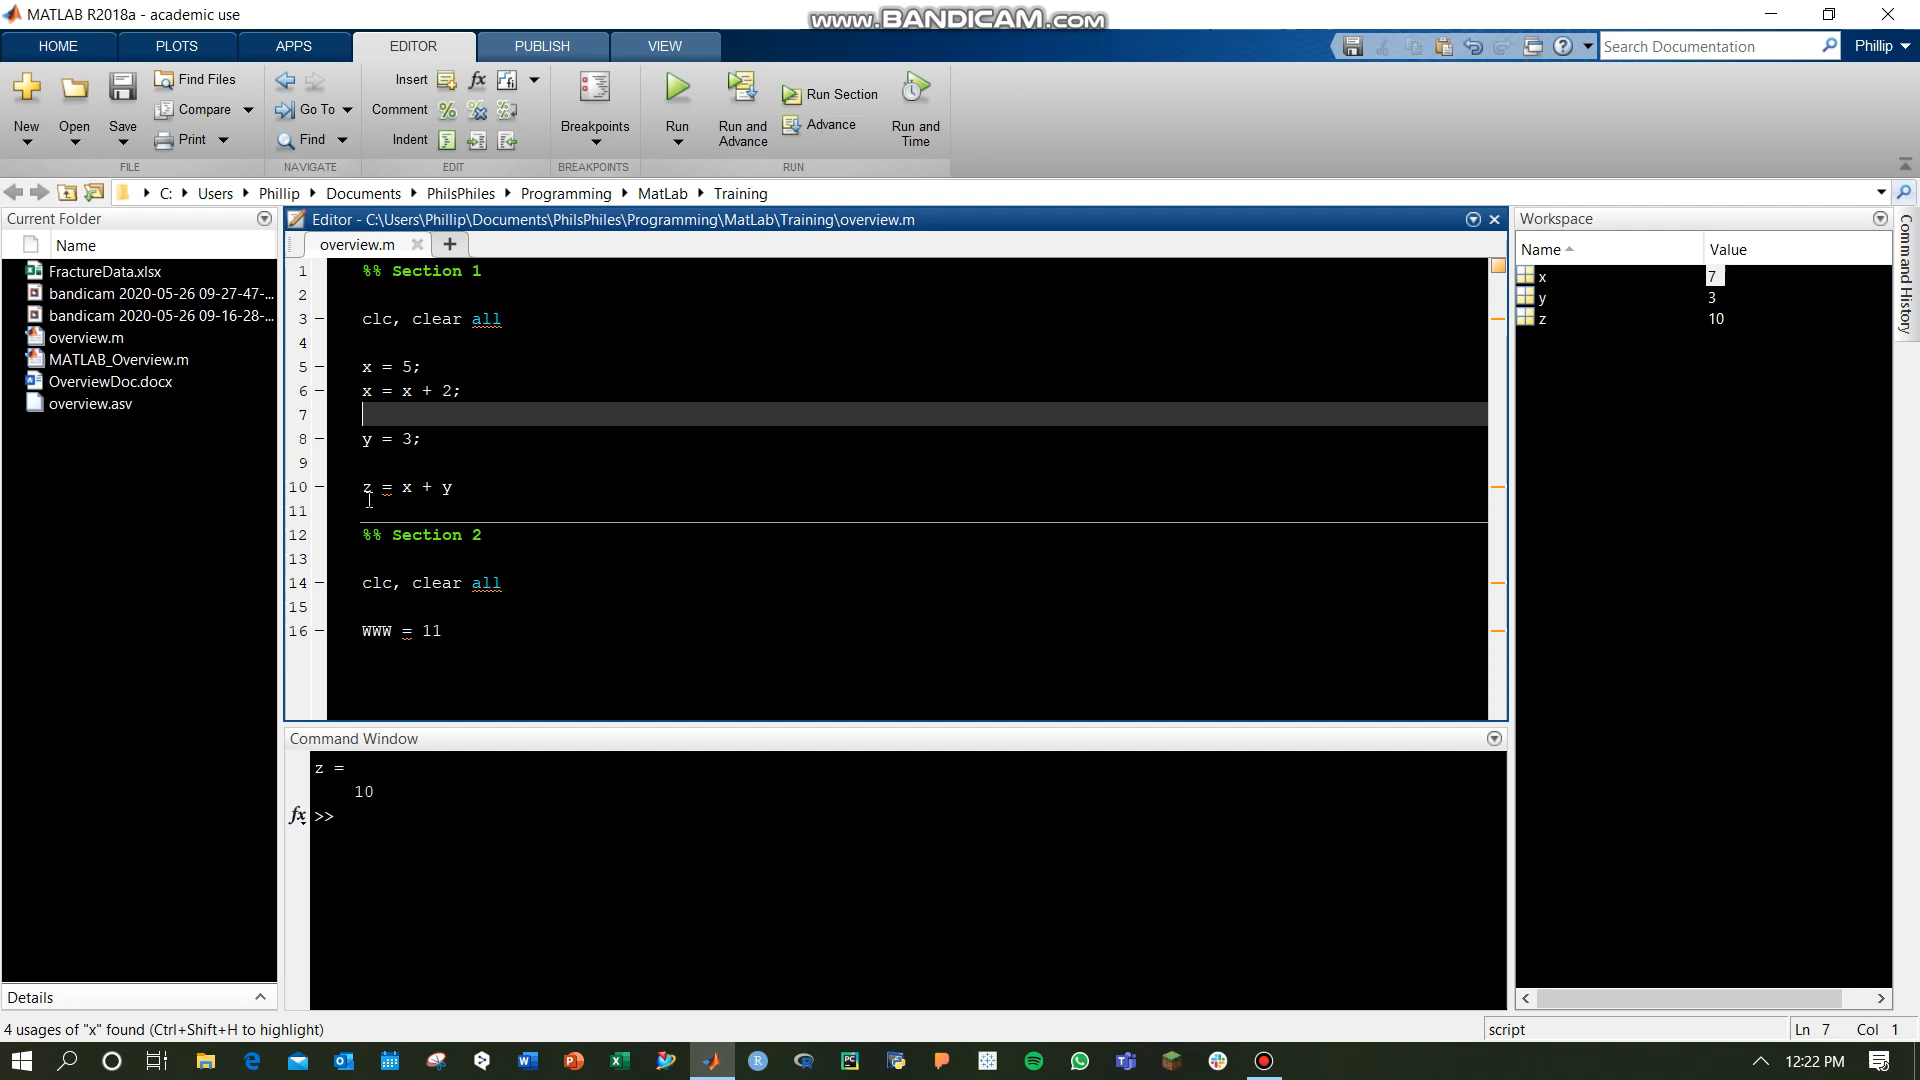 MATLAB R2018a - academic use
www.BANDICAM.com
HOME PLOTS APPS EDITOR PUBLISH VIEW
Search Documentation
Phillip
New Open Save
Find Files
Compare
Print
FILE
Go To
Find
NAVIGATE
Insert fx
Comment
Indent
EDIT
Breakpoints
BREAKPOINTS
Run
Run and Advance
Run Section
Advance
Run and Time
RUN
C: Users Phillip Documents PhilsPhiles Programming MatLab Training
Current Folder
Name
FractureData.xlsx
bandicam 2020-05-26 09-27-47-...
bandicam 2020-05-26 09-16-28-...
overview.m
MATLAB_Overview.m
OverviewDoc.docx
overview.asv
Details
Editor - C:\Users\Phillip\Documents\PhilsPhiles\Programming\MatLab\Training\overview.m
overview.m
1 %% Section 1
2
3 clc, clear all
4
5 x = 5;
6 x = x + 2;
7
8 y = 3;
9
10 z = x + y
11
12 %% Section 2
13
14 clc, clear all
15
16 WWW = 11
Command Window
z =
10
fx >>
Workspace
Name Value
x 7
y 3
z 10
Command History
4 usages of "x" found (Ctrl+Shift+H to highlight)
script
Ln 7 Col 1
12:22 PM